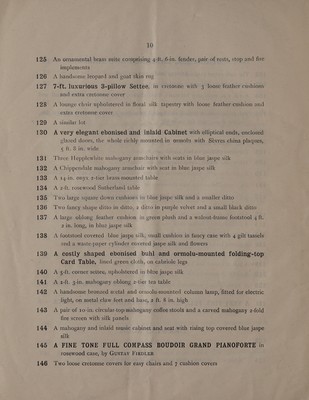 10
125 An ornamental brass suite comprising 4-ft. 6-in. fender, pair of rests, stop and fire
implements
126 A handsome leopard and goat skin rug
127 7-ft. luxurious 3-pillow Settee, in cretonne with 3 loose feather cushions
and extra cretonne cover
128 A lounge chair upholstered in floral silk tapestry with loose feather cushion and
extra cretonne cover
129 A similar lot
130 A very elegant ebonised and inlaid Cabinet with elliptical ends, enclosed
glazed doors, the whole richly mounted in ormolu with Sèvres china plaques,
5 ft. 8 in. wide
131 Three Hepplewhite mahogany armchairs with seats in blue jaspe silk
132 A Chippendale mahogany armchair with seat in blue jaspe silk
133 A 14-in. onyx 2-tier brass-mounted table
134 A 2-ft. rosewood Sutherland table
135 Two large square down cushions in blue jaspe silk and a smaller ditto
136 Two fancy shape ditto in ditto, a ditto in purple velvet and a small black ditto
137 A large oblong feather cushion in green plush and a walnut-frame footstool 4 ft.
2 in. long, in blue jaspe silk
138 A footstool covered blue jaspe silk, small cushion in fancy case with 4 gilt tassels
and a waste-paper cylinder covered jaspe silk and flowers
139 A costly shaped ebonised buhl and ormolu-mounted folding-top
Card Table, lined green cloth, on cabriole legs
140 A 3-ft. corner settee, upholstered in blue jaspe silk
141 A 2-ft. 3-in. mahogany oblong 2-tier tea table
142 A handsome bronzed metal and ormolu-mounted column lamp, fitted for electric
light, on metal claw feet and base, 2 ft. 8 in. high
143 A pair of 10-in. circular top mahogany coffee stools and a carved mahogany 2-fold
fire screen with silk panels
144 A mahogany and inlaid music cabinet and seat with rising top covered blue jaspe
silk
145 A FINE TONE FULL COMPASS BOUDOIR GRAND PIANOFORTE in
rosewood case, by GUSTAV FIEDLER
146 Two loose cretonne covers for easy chairs and 7 cushion covers